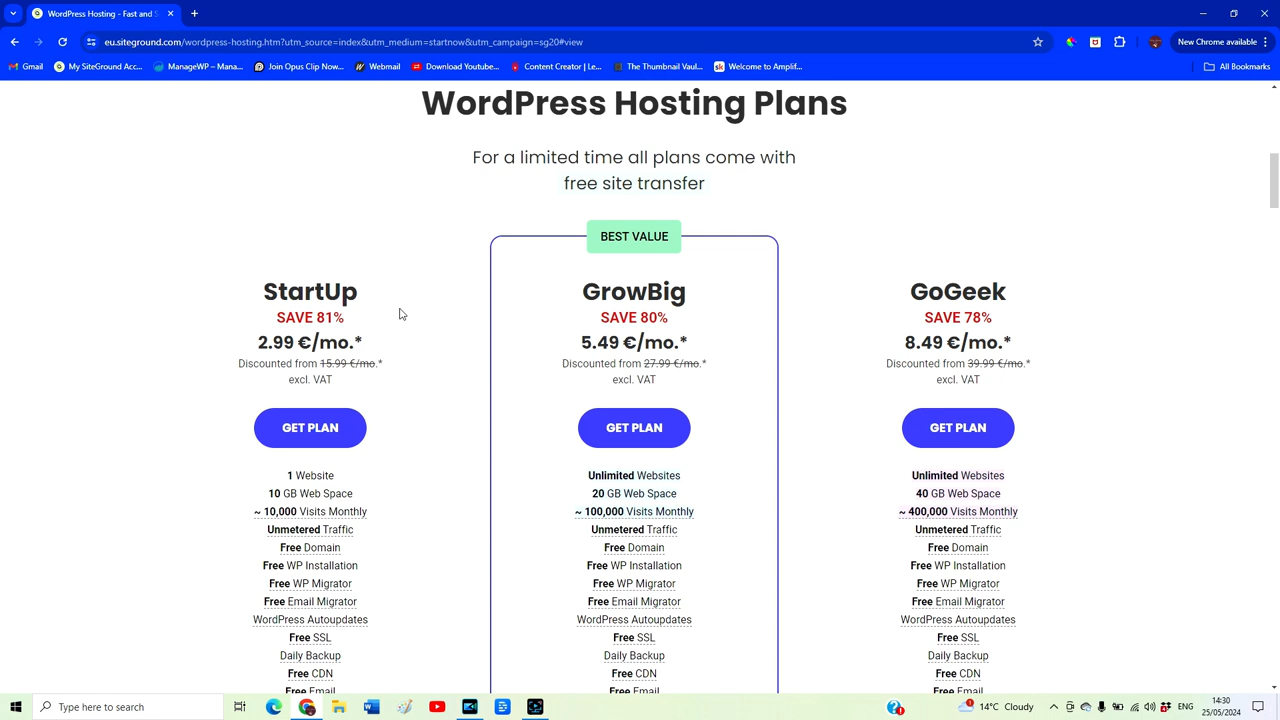 WordPress Hosting - Fast and S
eu.siteground.com/wordpress-hosting.htm?utm_source=index&utm_medium=startnow&utm_campaign=sg20#view
New Chrome available
Gmail
My SiteGround Acc...
ManageWP – Mana...
Join Opus Clip Now...
Webmail
Download Youtube...
Content Creator | Le...
The Thumbnail Vaul...
Welcome to Amplif...
All Bookmarks
WordPress Hosting Plans
For a limited time all plans come with
free site transfer
BEST VALUE
StartUp
SAVE 81%
2.99 €/mo.*
Discounted from 15.99 €/mo.*
excl. VAT
GET PLAN
1 Website
10 GB Web Space
~ 10,000 Visits Monthly
Unmetered Traffic
Free Domain
Free WP Installation
Free WP Migrator
Free Email Migrator
WordPress Autoupdates
Free SSL
Daily Backup
Free CDN
Free Email
GrowBig
SAVE 80%
5.49 €/mo.*
Discounted from 27.99 €/mo.*
excl. VAT
GET PLAN
Unlimited Websites
20 GB Web Space
~ 100,000 Visits Monthly
Unmetered Traffic
Free Domain
Free WP Installation
Free WP Migrator
Free Email Migrator
WordPress Autoupdates
Free SSL
Daily Backup
Free CDN
Free Email
GoGeek
SAVE 78%
8.49 €/mo.*
Discounted from 39.99 €/mo.*
excl. VAT
GET PLAN
Unlimited Websites
40 GB Web Space
~ 400,000 Visits Monthly
Unmetered Traffic
Free Domain
Free WP Installation
Free WP Migrator
Free Email Migrator
WordPress Autoupdates
Free SSL
Daily Backup
Free CDN
Free Email
Type here to search
14°C Cloudy
ENG
14:30
25/05/2024